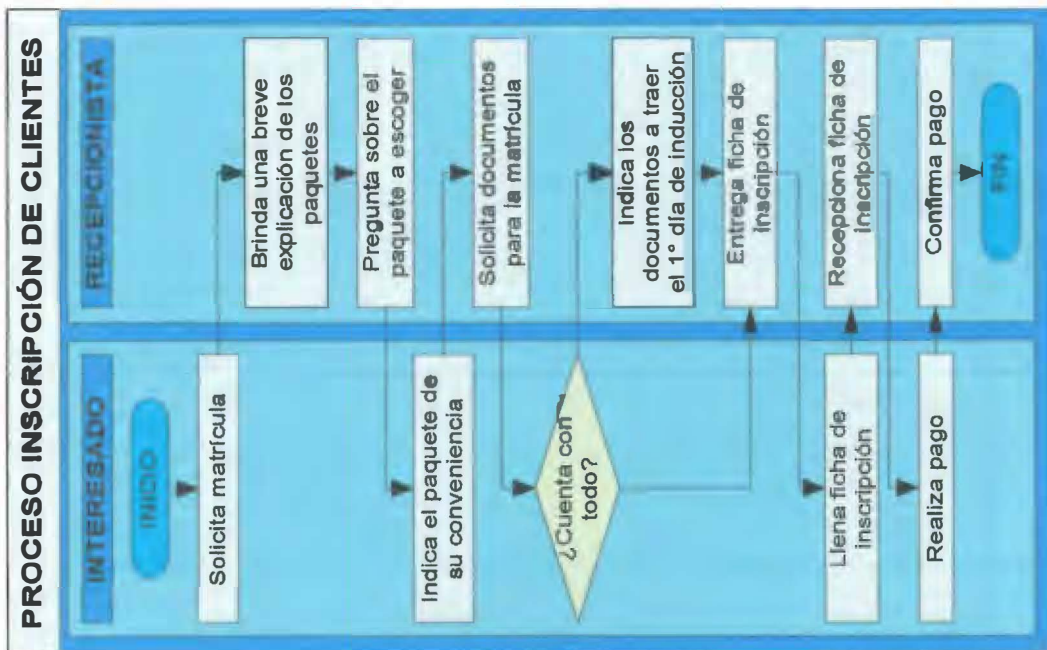 PROCESO INSCRIPCIÓN DE CLIENTES
INTERESADO
RECEPCIONISTA
INICIO
Solicita matrícula
Brinda una breve
explicación de los
paquetes
Pregunta sobre el
paquete a escoger
Indica el paquete de
su conveniencia
Solicita documentos
para la matrícula
¿Cuenta con
todo?
Indica los
documentos a traer
el 1° día de inducción
Entrega ficha de
inscripción
Llena ficha de
inscripción
Recepciona ficha de
inscripción
Realiza pago
Confirma pago
FIN